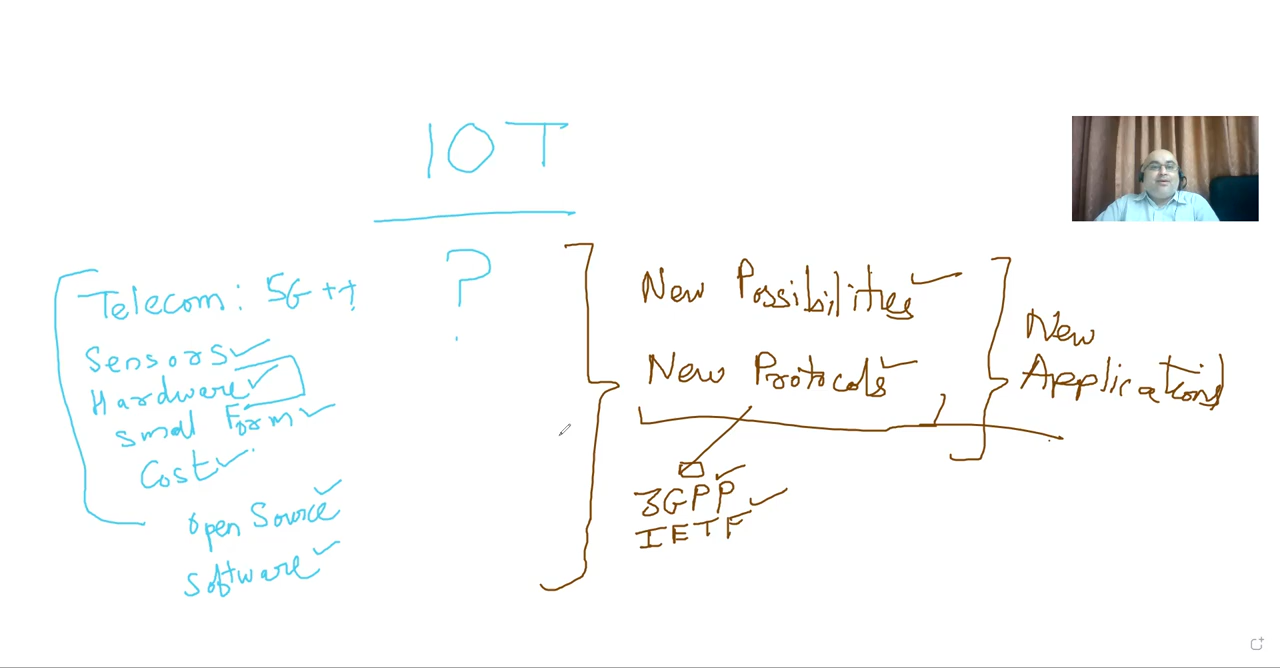 IOT
?
Telecom: 5G ++
Sensors
Hardware
Small Form
Cost
Open Source
Software
New Possibilities
New Protocols
3GPP
IETF
New
Applications